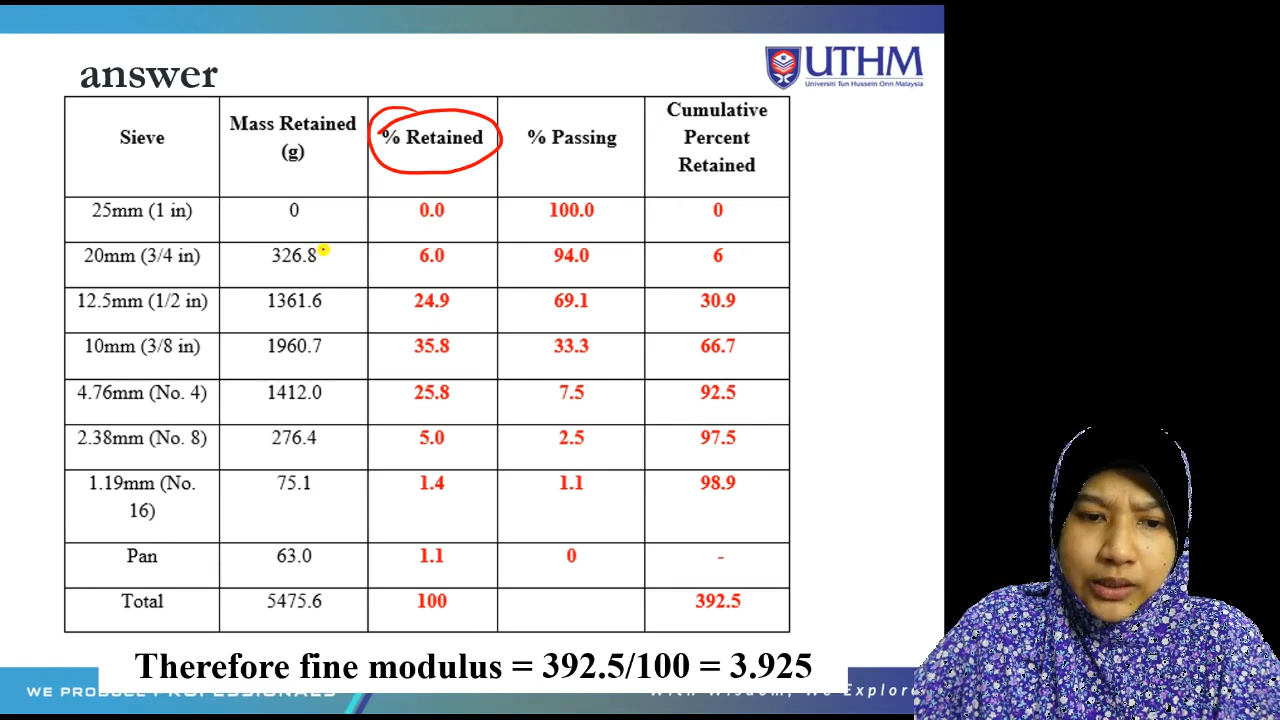 answer
UTHM
Universiti Tun Hussein Onn Malaysia
Sieve
Mass Retained
(g)
% Retained
% Passing
Cumulative
Percent
Retained
25mm (1 in) 0 0.0 100.0 0
20mm (3/4 in) 326.8 6.0 94.0 6
12.5mm (1/2 in) 1361.6 24.9 69.1 30.9
10mm (3/8 in) 1960.7 35.8 33.3 66.7
4.76mm (No. 4) 1412.0 25.8 7.5 92.5
2.38mm (No. 8) 276.4 5.0 2.5 97.5
1.19mm (No. 75.1 1.4 1.1 98.9
16)
Pan 63.0 1.1 0 -
Total 5475.6 100 392.5
Therefore fine modulus = 392.5/100 = 3.925
WE